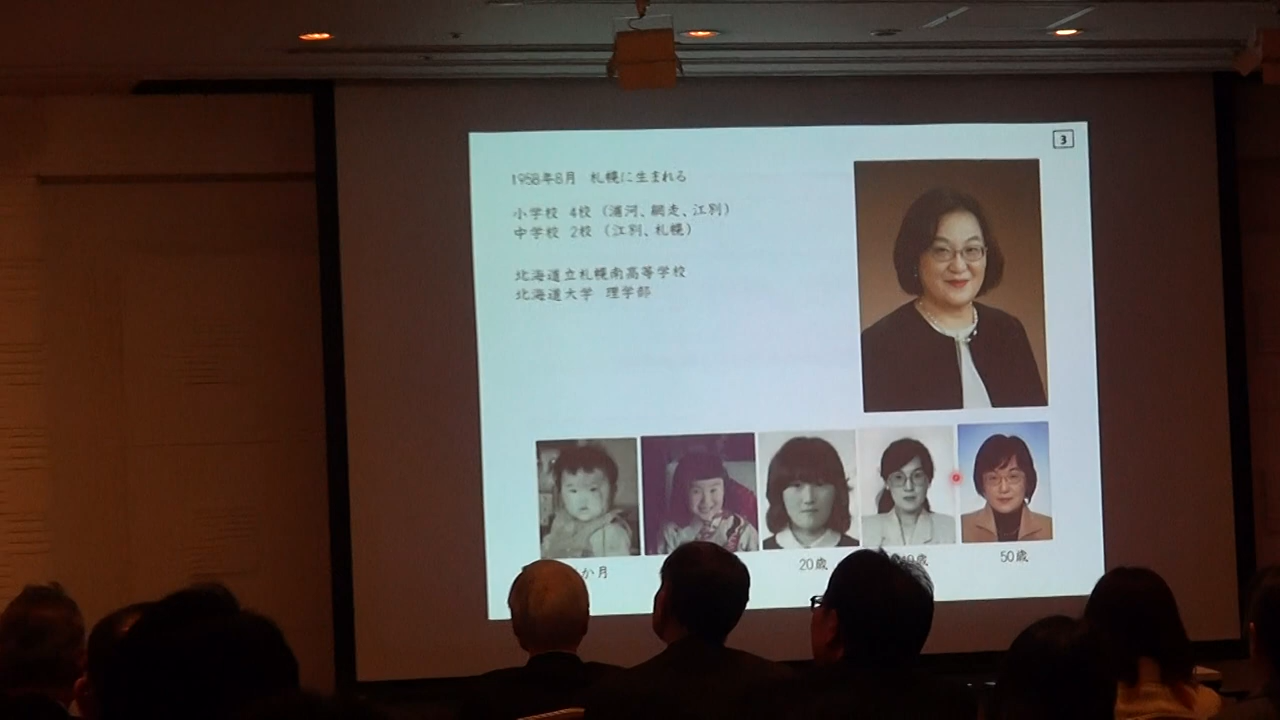 3
1958年8月 札幌に生まれる
小学校 4校 (浦河、網走、江別)
中学校 2校 (江別、札幌)
北海道立札幌南高等学校
北海道大学 理学部
か月
20歳
歳
50歳